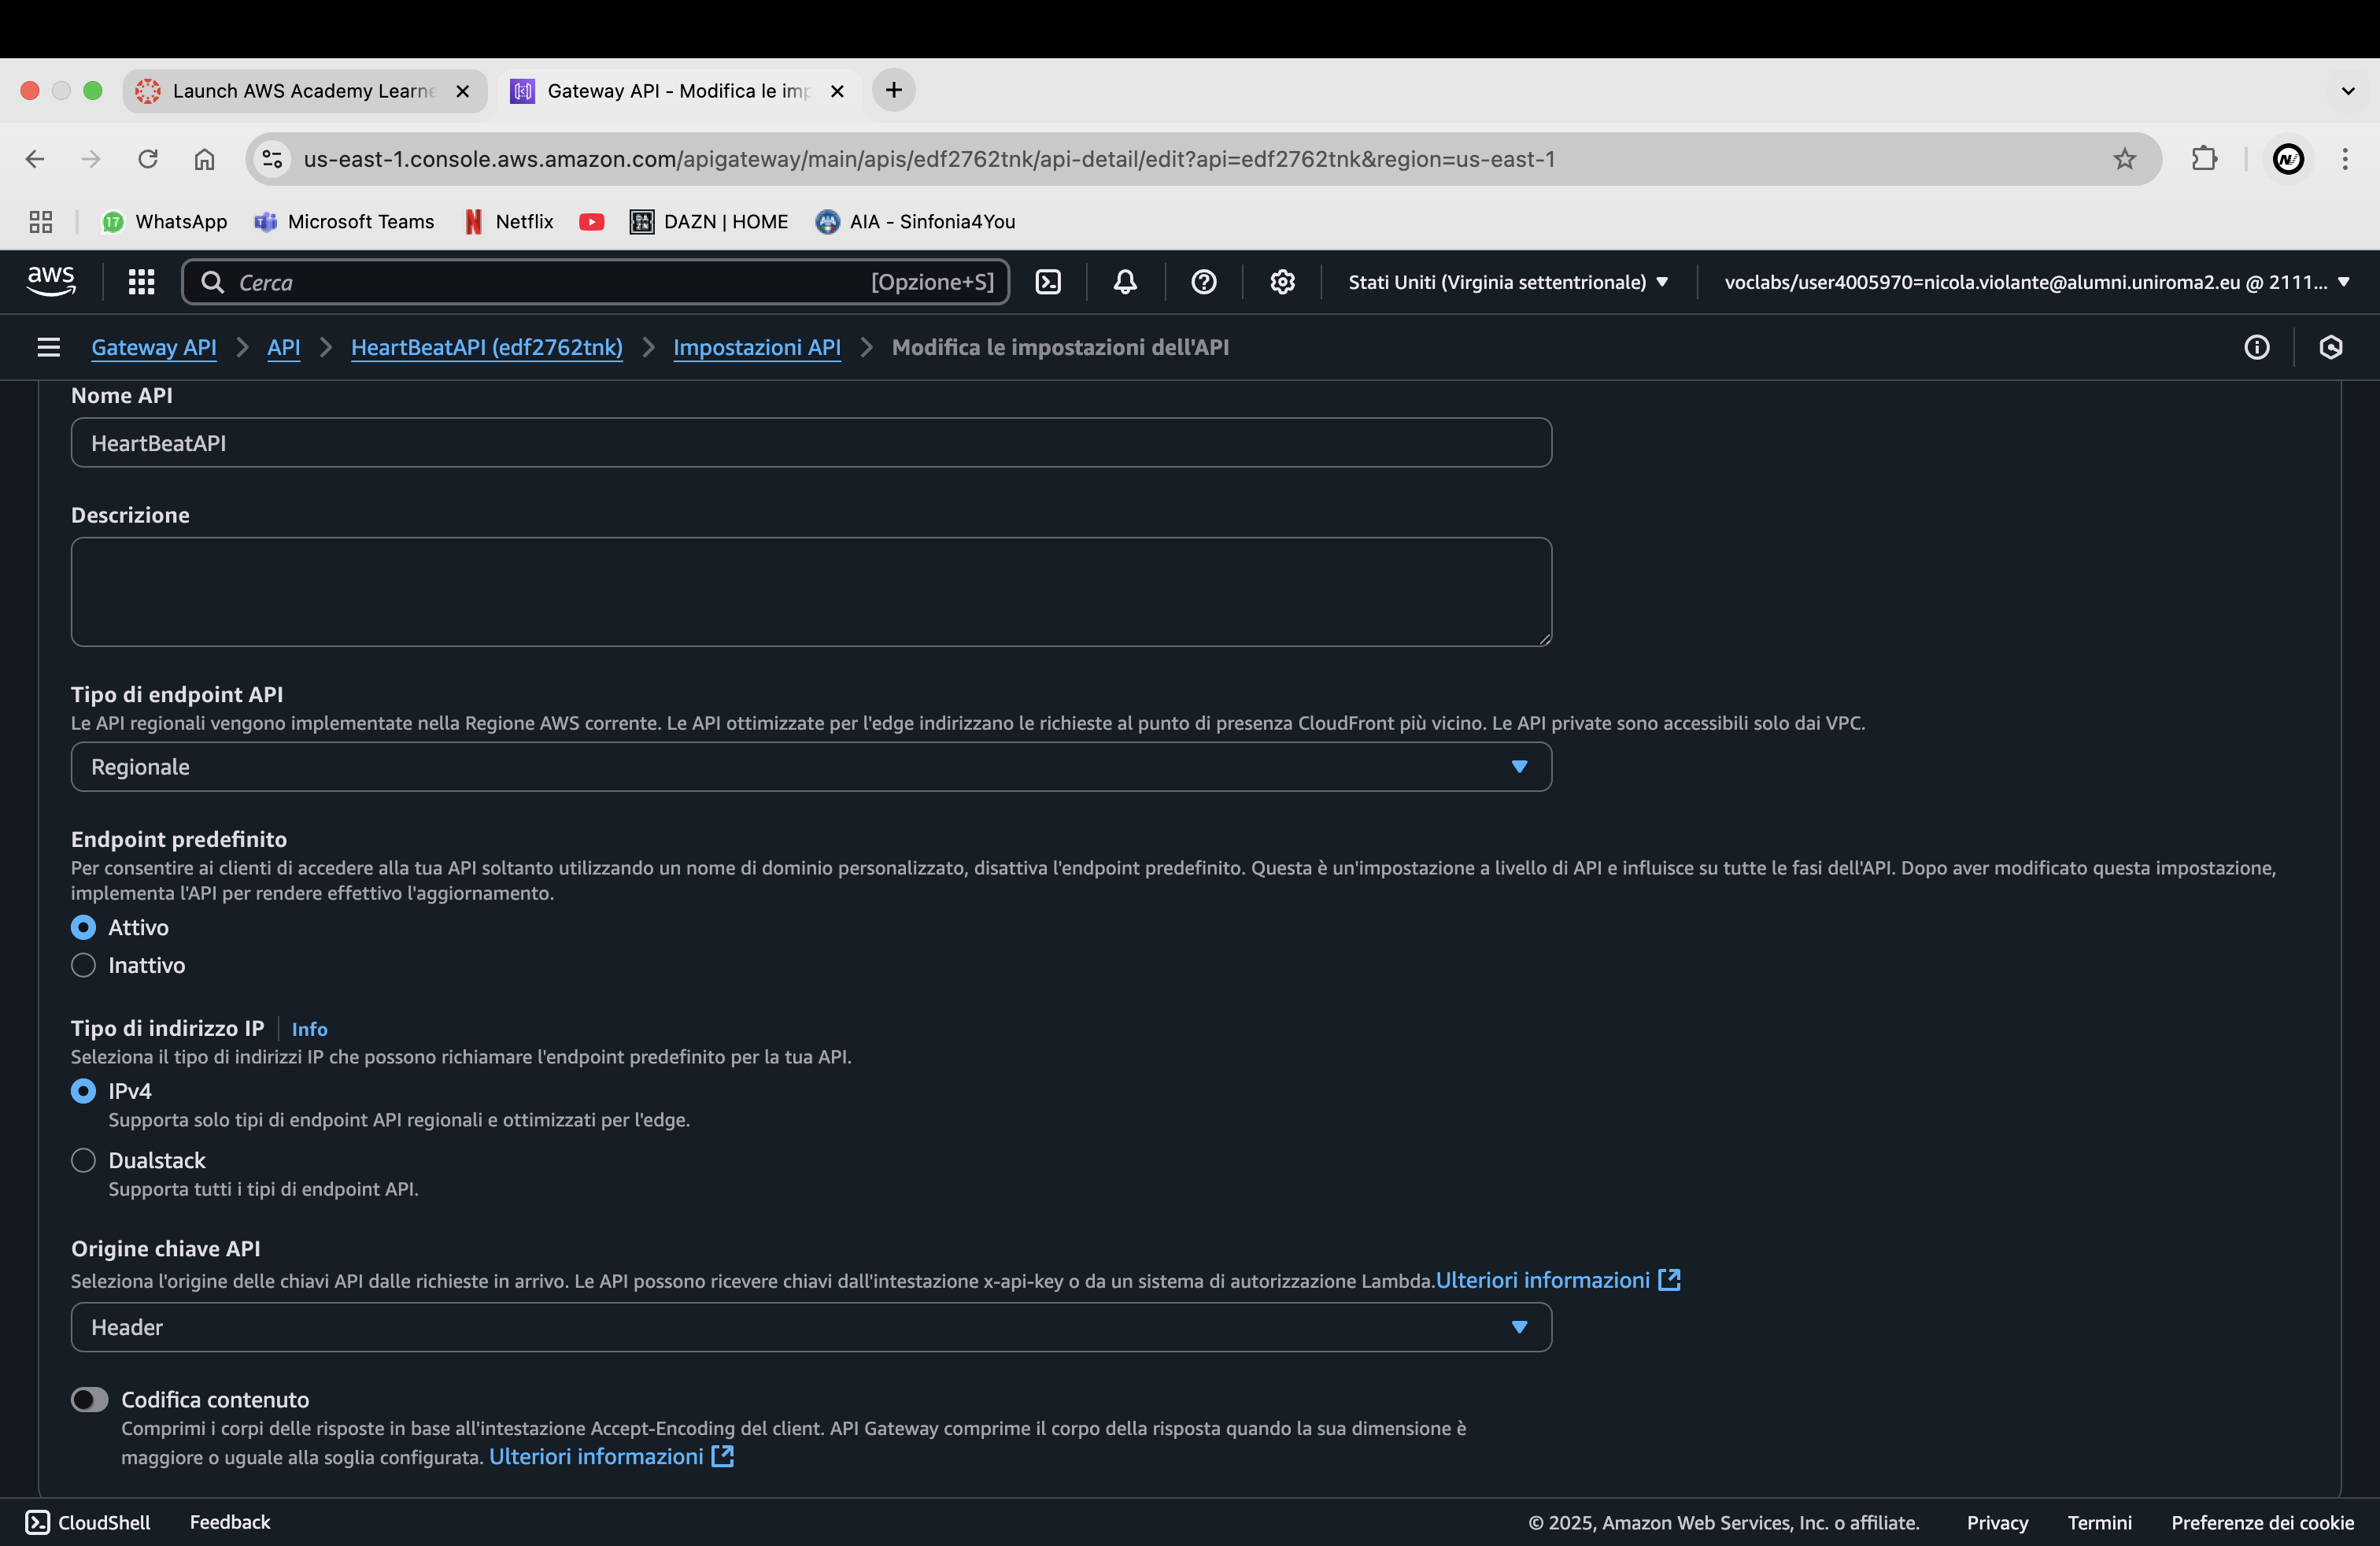 Launch AWS Academy Learne
Gateway API - Modifica le imp
us-east-1.console.aws.amazon.com/apigateway/main/apis/edf2762tnk/api-detail/edit?api=edf2762tnk&region=us-east-1
17 WhatsApp Microsoft Teams Netflix DAZN | HOME AIA - Sinfonia4You
aws Cerca [Opzione+S] Stati Uniti (Virginia settentrionale) voclabs/user4005970=nicola.violante@alumni.uniroma2.eu @ 2111...
Gateway API > API > HeartBeatAPI (edf2762tnk) > Impostazioni API > Modifica le impostazioni dell'API
Nome API
HeartBeatAPI
Descrizione
Tipo di endpoint API
Le API regionali vengono implementate nella Regione AWS corrente. Le API ottimizzate per l'edge indirizzano le richieste al punto di presenza CloudFront più vicino. Le API private sono accessibili solo dai VPC.
Regionale
Endpoint predefinito
Per consentire ai clienti di accedere alla tua API soltanto utilizzando un nome di dominio personalizzato, disattiva l'endpoint predefinito. Questa è un'impostazione a livello di API e influisce su tutte le fasi dell'API. Dopo aver modificato questa impostazione,
implementa l'API per rendere effettivo l'aggiornamento.
Attivo
Inattivo
Tipo di indirizzo IP Info
Seleziona il tipo di indirizzi IP che possono richiamare l'endpoint predefinito per la tua API.
IPv4
Supporta solo tipi di endpoint API regionali e ottimizzati per l'edge.
Dualstack
Supporta tutti i tipi di endpoint API.
Origine chiave API
Seleziona l'origine delle chiavi API dalle richieste in arrivo. Le API possono ricevere chiavi dall'intestazione x-api-key o da un sistema di autorizzazione Lambda.Ulteriori informazioni
Header
Codifica contenuto
Comprimi i corpi delle risposte in base all'intestazione Accept-Encoding del client. API Gateway comprime il corpo della risposta quando la sua dimensione è
maggiore o uguale alla soglia configurata. Ulteriori informazioni
CloudShell Feedback © 2025, Amazon Web Services, Inc. o affiliate. Privacy Termini Preferenze dei cookie